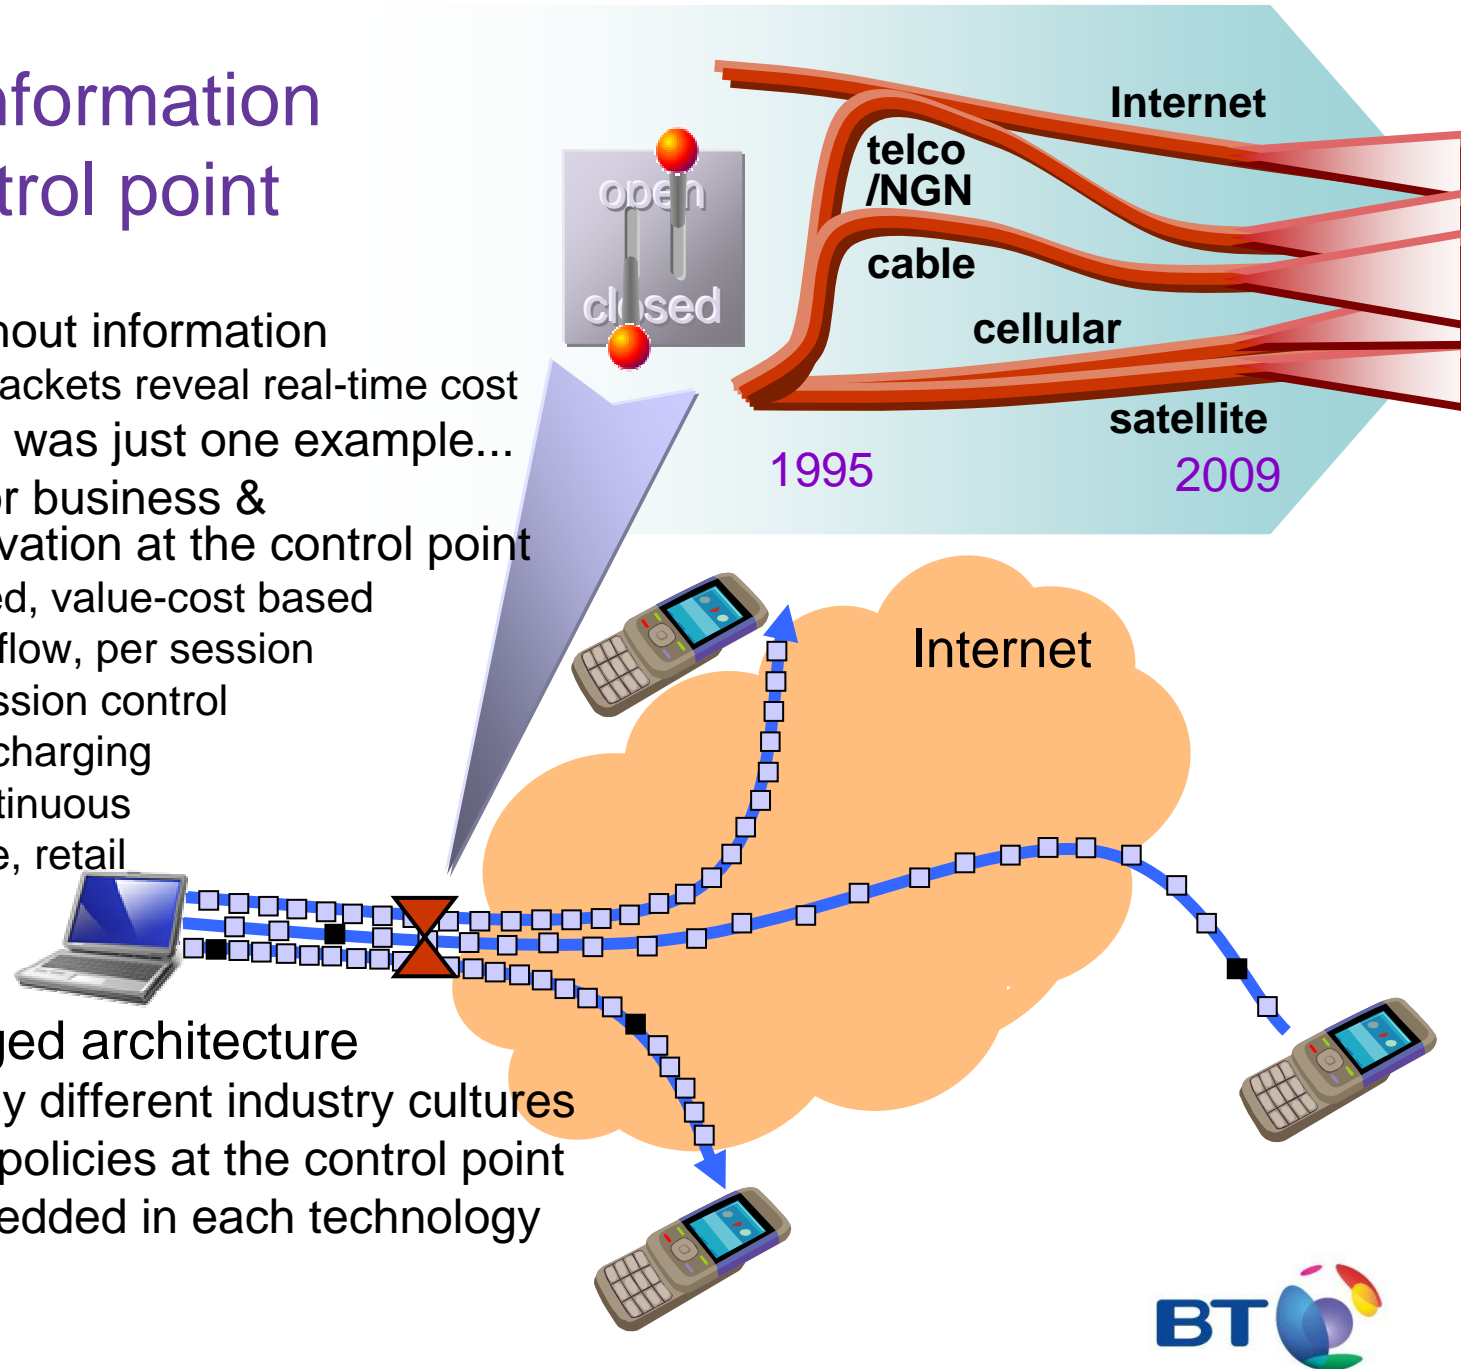 nformation
trol point
hout information
ackets reveal real-time cost
was just one example...
or business &
vation at the control point
ed, value-cost based
flow, per session
ssion control
charging
tinuous
e, retail
ged architecture
y different industry cultures
policies at the control point
edded in each technology
open
closed
Internet
telco
/NGN
cable
cellular
satellite
1995
2009
Internet
BT